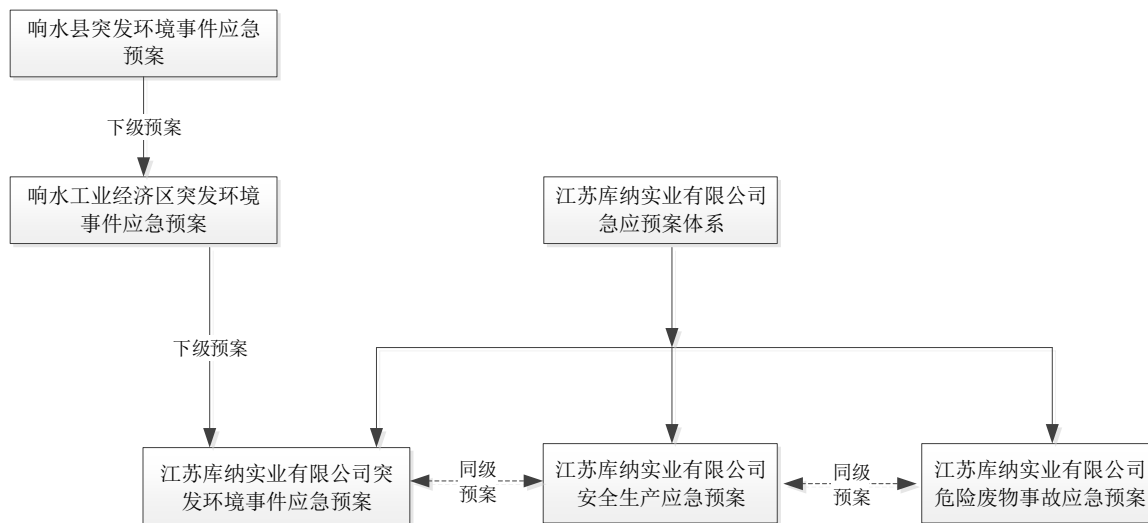 响水县突发环境事件应急
预案
下级预案
响水工业经济区突发环境
事件应急预案
江苏库纳实业有限公司
急应预案体系
下级预案
江苏库纳实业有限公司突
发环境事件应急预案
同级
预案
江苏库纳实业有限公司
安全生产应急预案
同级
预案
江苏库纳实业有限公司
危险废物事故应急预案